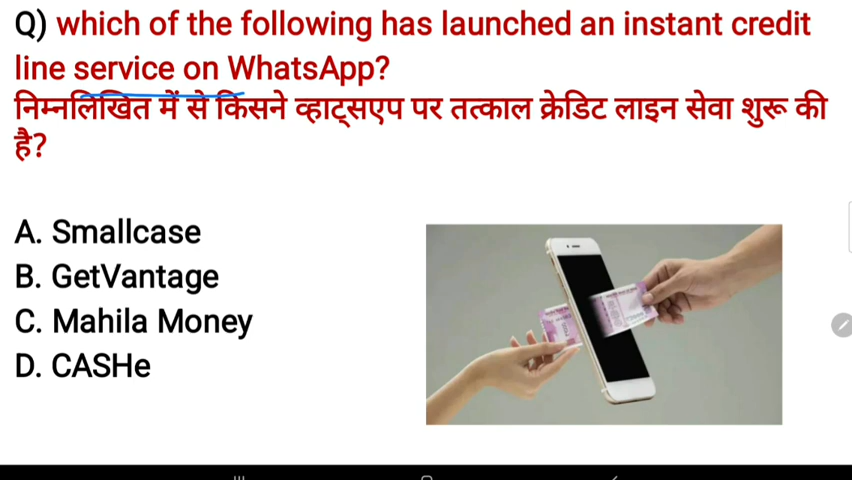 Q) which of the following has launched an instant credit
line service on WhatsApp?
निम्नलिखित में से किसने व्हाट्सएप पर तत्काल क्रेडिट लाइन सेवा शुरू की
है?
A. Smallcase
B. GetVantage
C. Mahila Money
D. CASHe